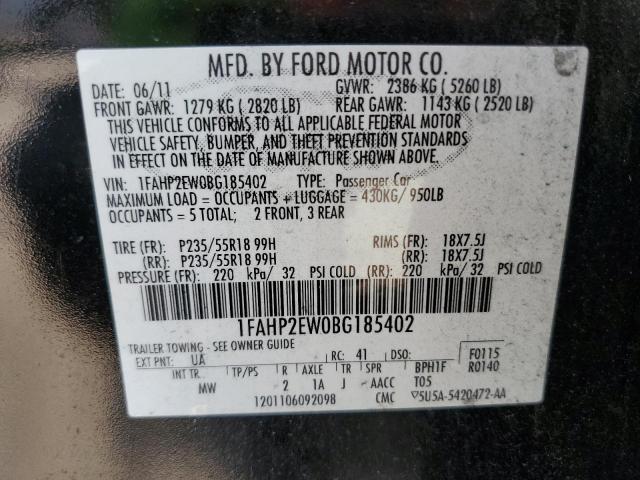 MFD. BY FORD MOTOR CO.
DATE: 06/11 GVWR: 2386 KG ( 5260 LB)
FRONT GAWR: 1279 KG ( 2820 LB) REAR GAWR: 1143 KG ( 2520 LB)
THIS VEHICLE CONFORMS TO ALL APPLICABLE FEDERAL MOTOR
VEHICLE SAFETY, BUMPER, AND THEFT PREVENTION STANDARDS
IN EFFECT ON THE DATE OF MANUFACTURE SHOWN ABOVE.
VIN: 1FAHP2EW0BG185402 TYPE: Passenger Car
MAXIMUM LOAD = OCCUPANTS + LUGGAGE = 430KG/ 950LB
OCCUPANTS = 5 TOTAL; 2 FRONT, 3 REAR
TIRE (FR): P235/55R18 99H RIMS (FR): 18X7.5J
(RR): P235/55R18 99H (RR): 18X7.5J
PRESSURE (FR): 220 kPa/ 32 PSI COLD (RR): 220 kPa/ 32 PSI COLD
1FAHP2EW0BG185402
TRAILER TOWING - SEE OWNER GUIDE
EXT PNT: UA RC: 41 DSO: F0115
INT TR TP/PS R AXLE TR SPR BPH1F R0140
MW 2 1A J AACC T05
1201106092098 CMC ▽5U5A-5420472-AA